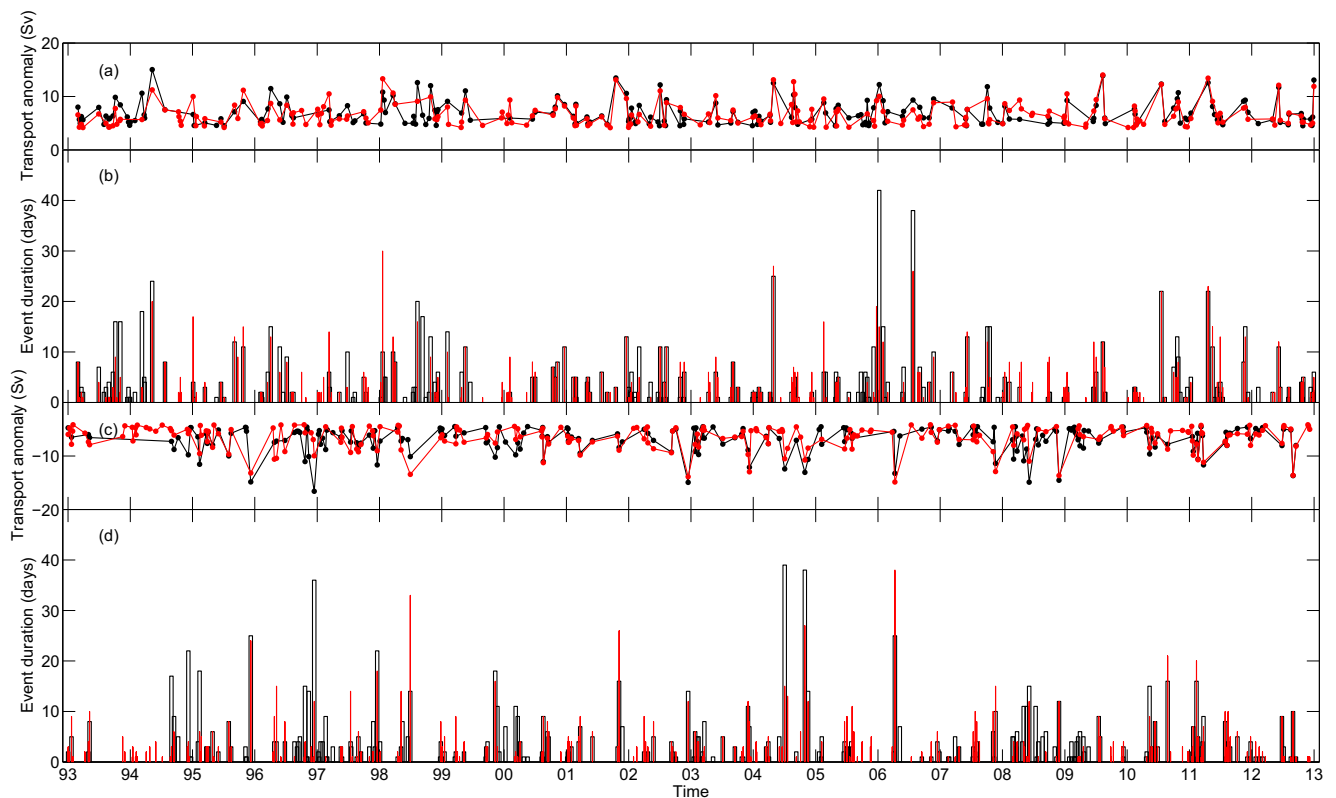 Transport anomaly (Sv)
20
10
0
(a)
Event duration (days)
40
30
20
10
0
(b)
Transport anomaly (Sv)
−10
−20
(c)
Event duration (days)
40
30
20
10
0
(d)
93 94 95 96 97 98 99 00 01 02 03 04 05 06 07 08 09 10 11 12 13
Time